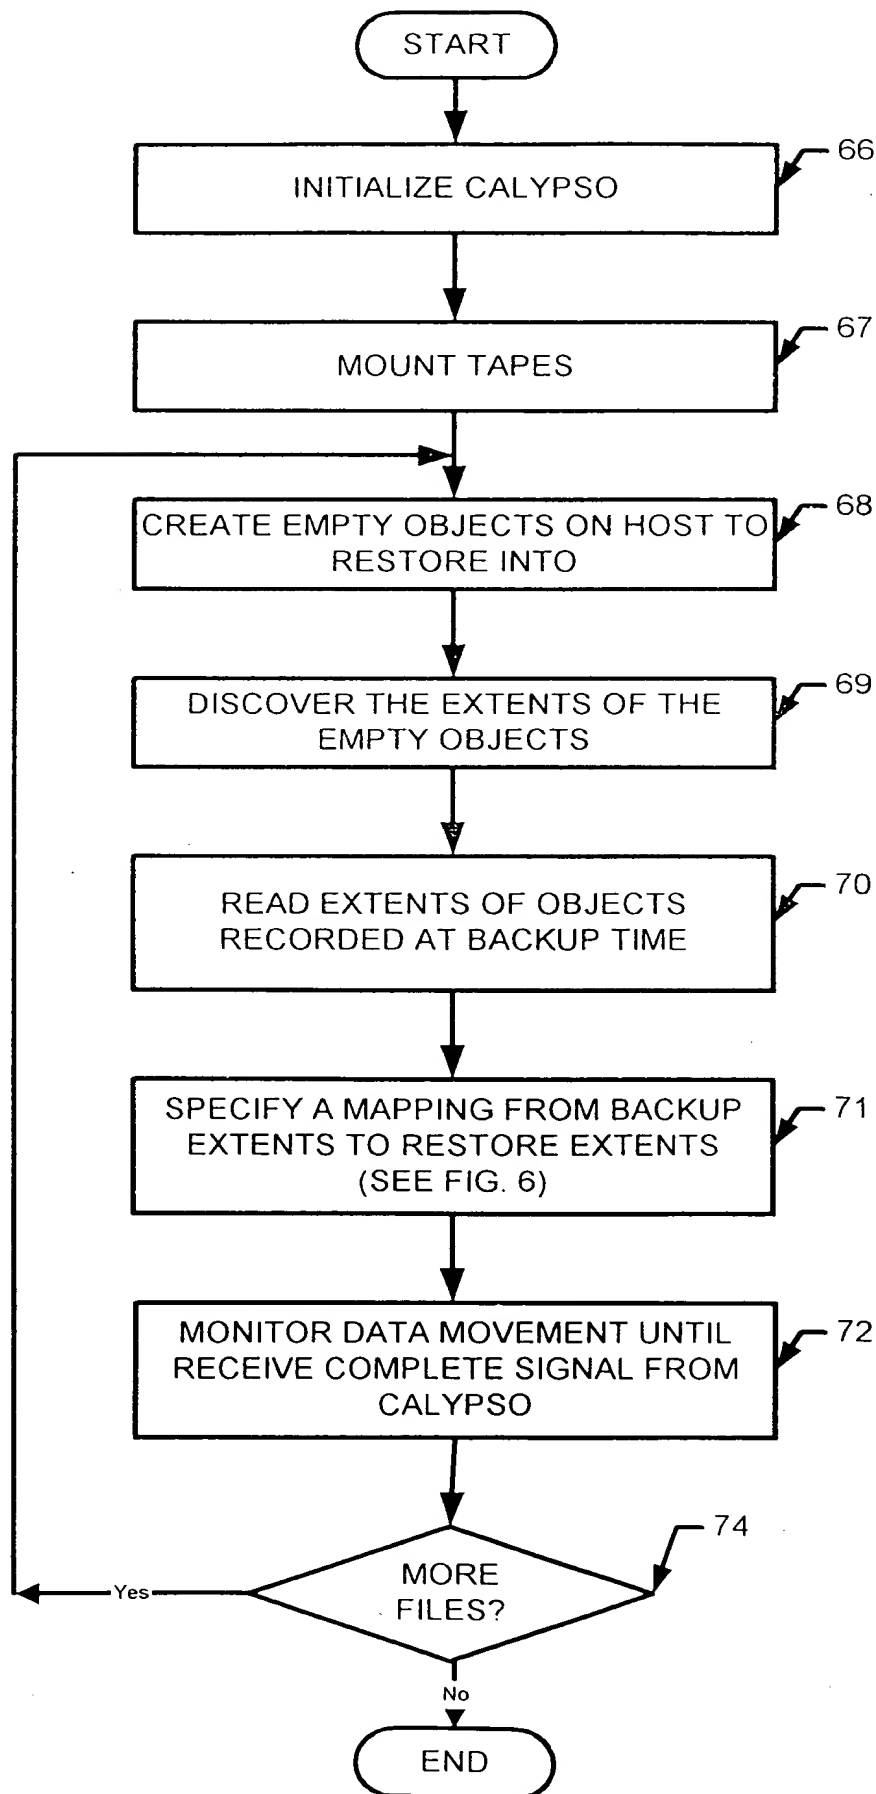 START
66
INITIALIZE CALYPSO
67
MOUNT TAPES
68
CREATE EMPTY OBJECTS ON HOST TO
RESTORE INTO
69
DISCOVER THE EXTENTS OF THE
EMPTY OBJECTS
70
READ EXTENTS OF OBJECTS
RECORDED AT BACKUP TIME
71
SPECIFY A MAPPING FROM BACKUP
EXTENTS TO RESTORE EXTENTS
(SEE FIG. 6)
72
MONITOR DATA MOVEMENT UNTIL
RECEIVE COMPLETE SIGNAL FROM
CALYPSO
74
MORE
FILES?
Yes
No
END